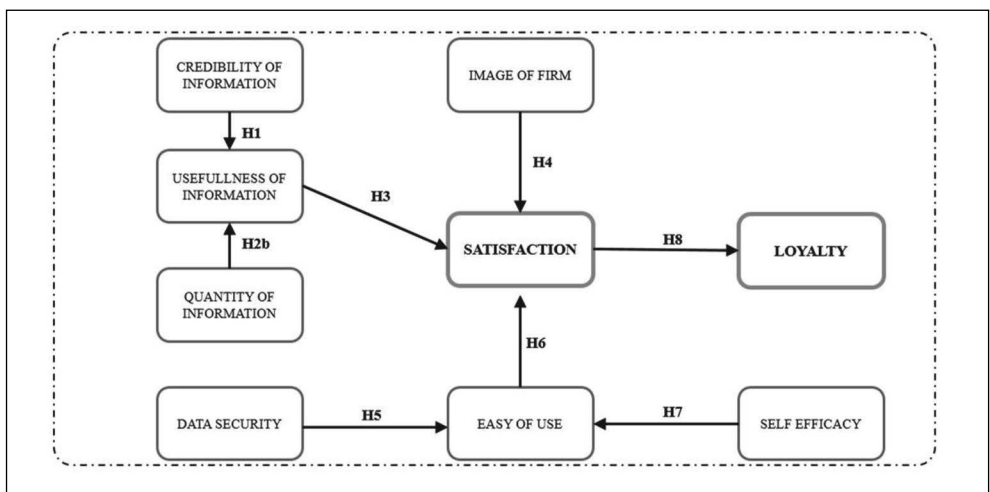 CREDIBILITY OF
INFORMATION
IMAGE OF FIRM
H1
H4
USEFULLNESS OF
INFORMATION
H3
H2b
SATISFACTION
H8
LOYALTY
QUANTITY OF
INFORMATION
H6
DATA SECURITY
H5
EASY OF USE
H7
SELF EFFICACY